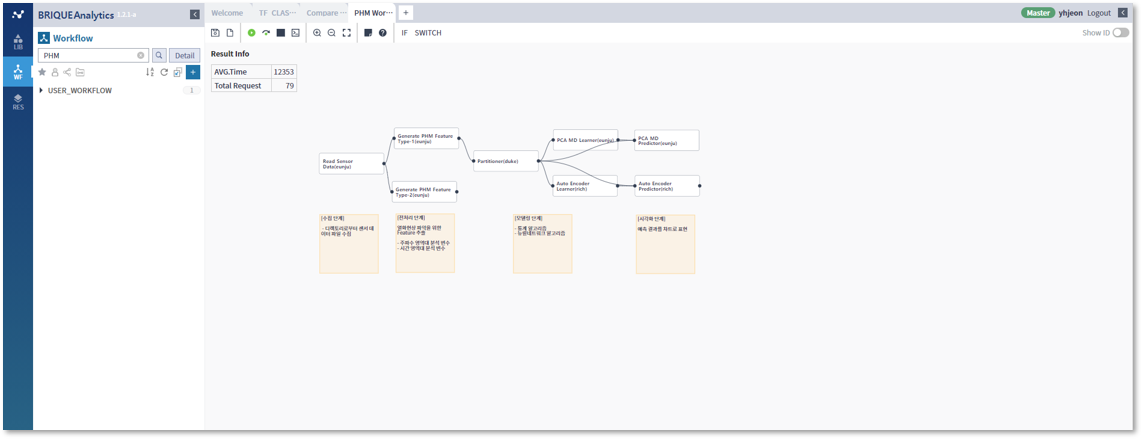 BRIQUEAnalytics
Welcome
TF_CLAS···
Compare ···
PHM Wor···
+
Master
yhjeon
Logout
LIB
WF
RES
Workflow
PHM
Detail
USER_WORKFLOW
1
IF SWITCH
Show ID
Result Info
AVG.Time 12353
Total Request 79
Read Sensor
Data(eunju)
Generate PHM Feature
Type-1(eunju)
Generate PHM Feature
Type-2(eunju)
Partitioner(duke)
PCA MD Learner(eunju)
PCA MD
Predictor(eunju)
Auto Encoder
Learner(rich)
Auto Encoder
Predictor(rich)
[수집 단계]
- 디렉토리로부터 센서 데
이터 파일 수집
[전처리 단계]
열화현상 파악을 위한
Feature 추출
- 주파수 영역대 분석 변수
- 시간 영역대 분석 변수
[모델링 단계]
- 통계 알고리즘
- 뉴럴네트워크 알고리즘
[시각화 단계]
예측 결과를 차트로 표현